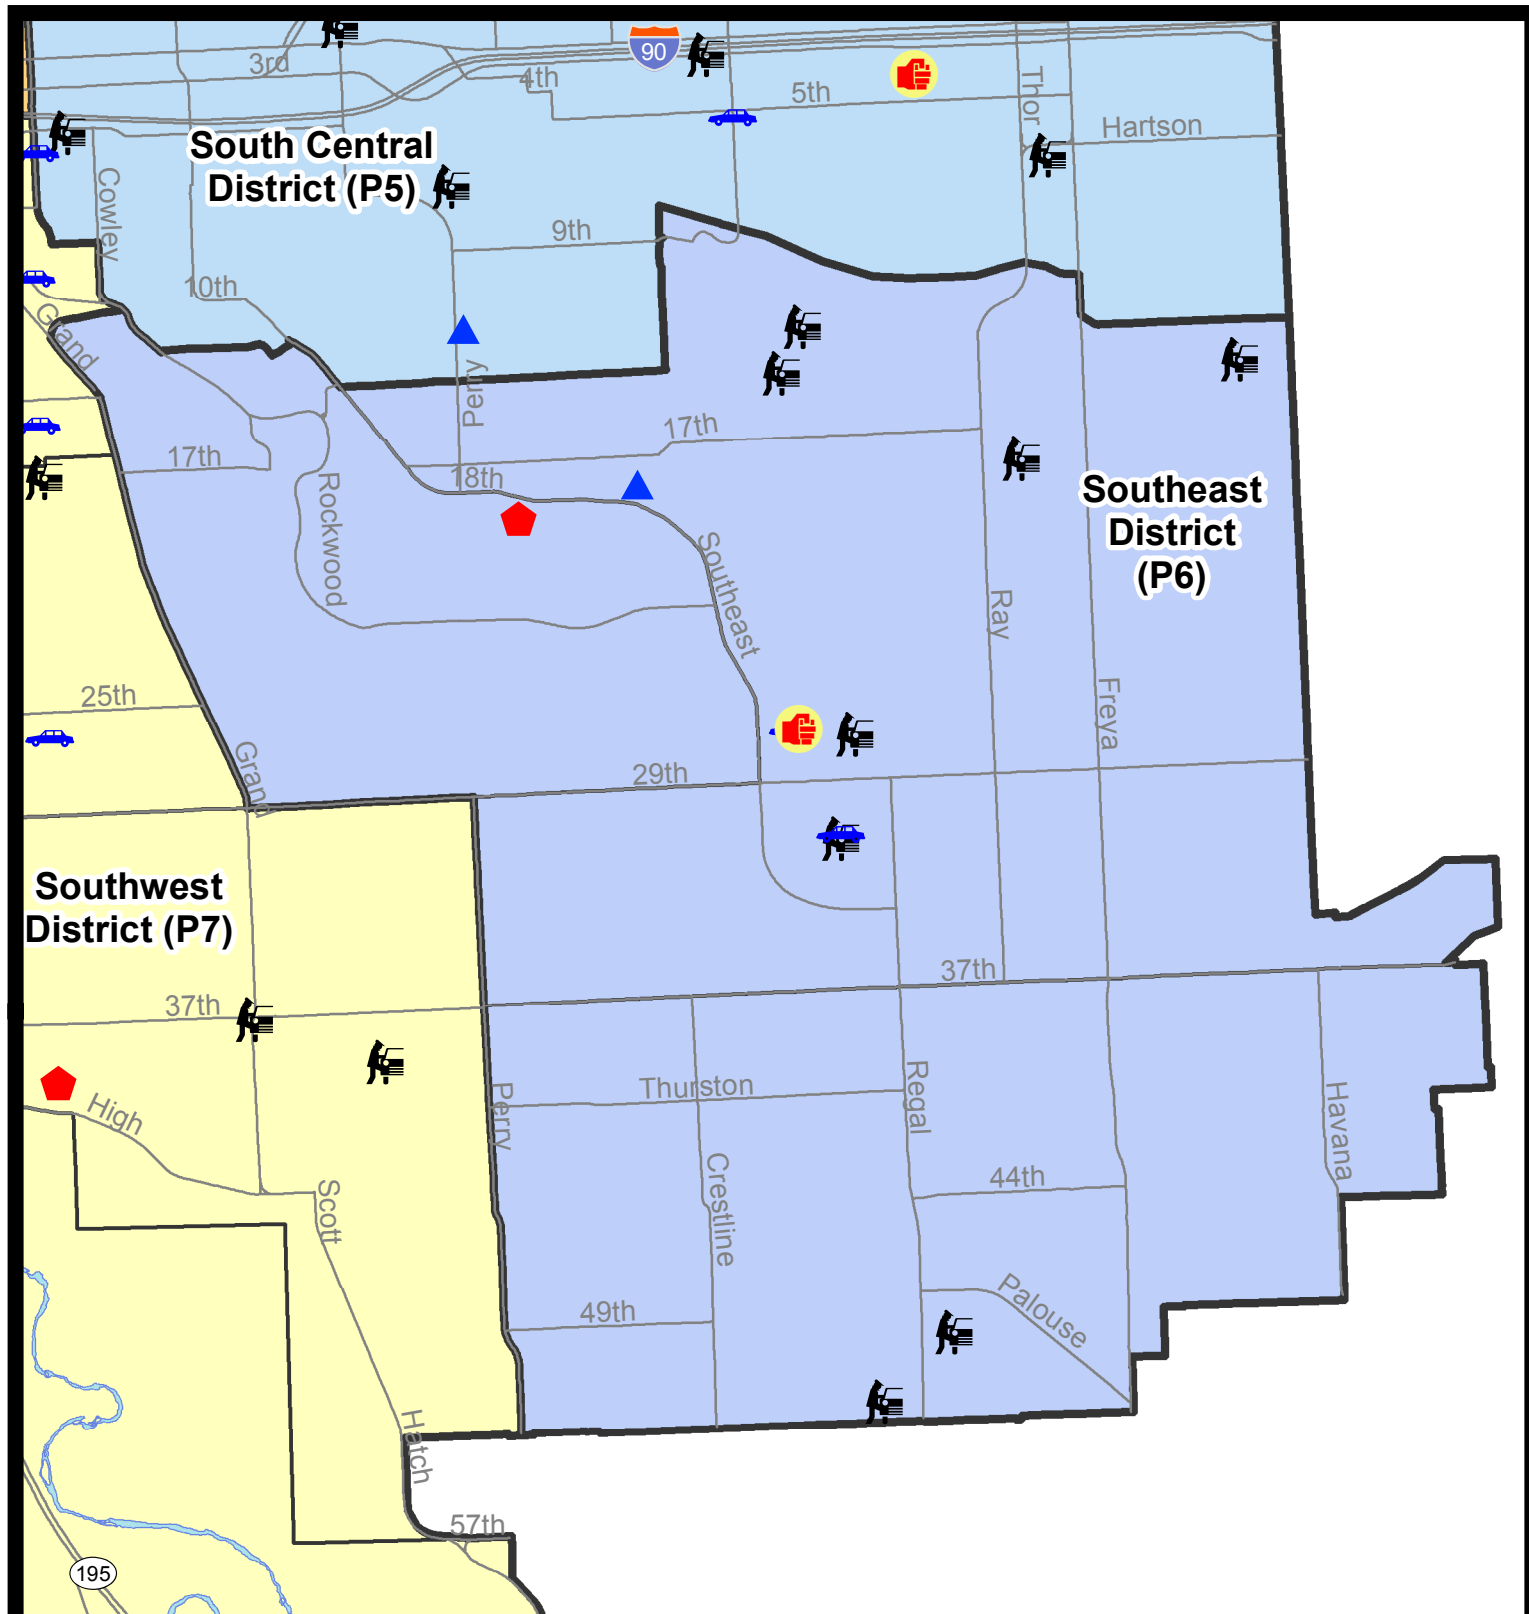 90
3rd
4th
5th
Thor
Hartson
South Central
District (P5)
Cowley
9th
10th
Grand
Perry
17th
17th
18th
Rockwood
Southeast
District
(P6)
Southeast
Ray
Freya
25th
Grand
29th
Southwest
District (P7)
37th
37th
High
Perry
Thurston
Regal
Havana
Scott
Crestline
44th
49th
Palouse
Hatch
57th
195